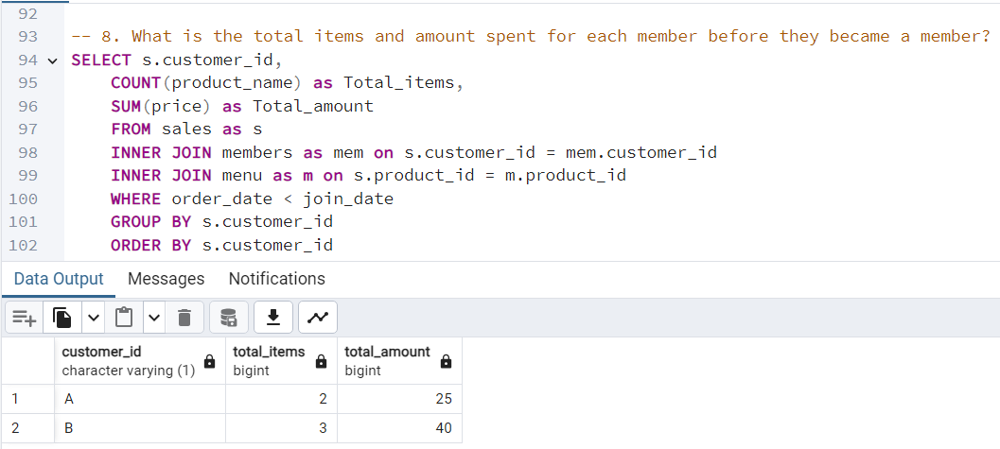 92
93 -- 8. What is the total items and amount spent for each member before they became a member?
94 SELECT s.customer_id,
95 COUNT(product_name) as Total_items,
96 SUM(price) as Total_amount
97 FROM sales as s
98 INNER JOIN members as mem on s.customer_id = mem.customer_id
99 INNER JOIN menu as m on s.product_id = m.product_id
100 WHERE order_date < join_date
101 GROUP BY s.customer_id
102 ORDER BY s.customer_id
Data Output Messages Notifications
customer_id total_items total_amount
character varying (1) bigint bigint
1 A 2 25
2 B 3 40